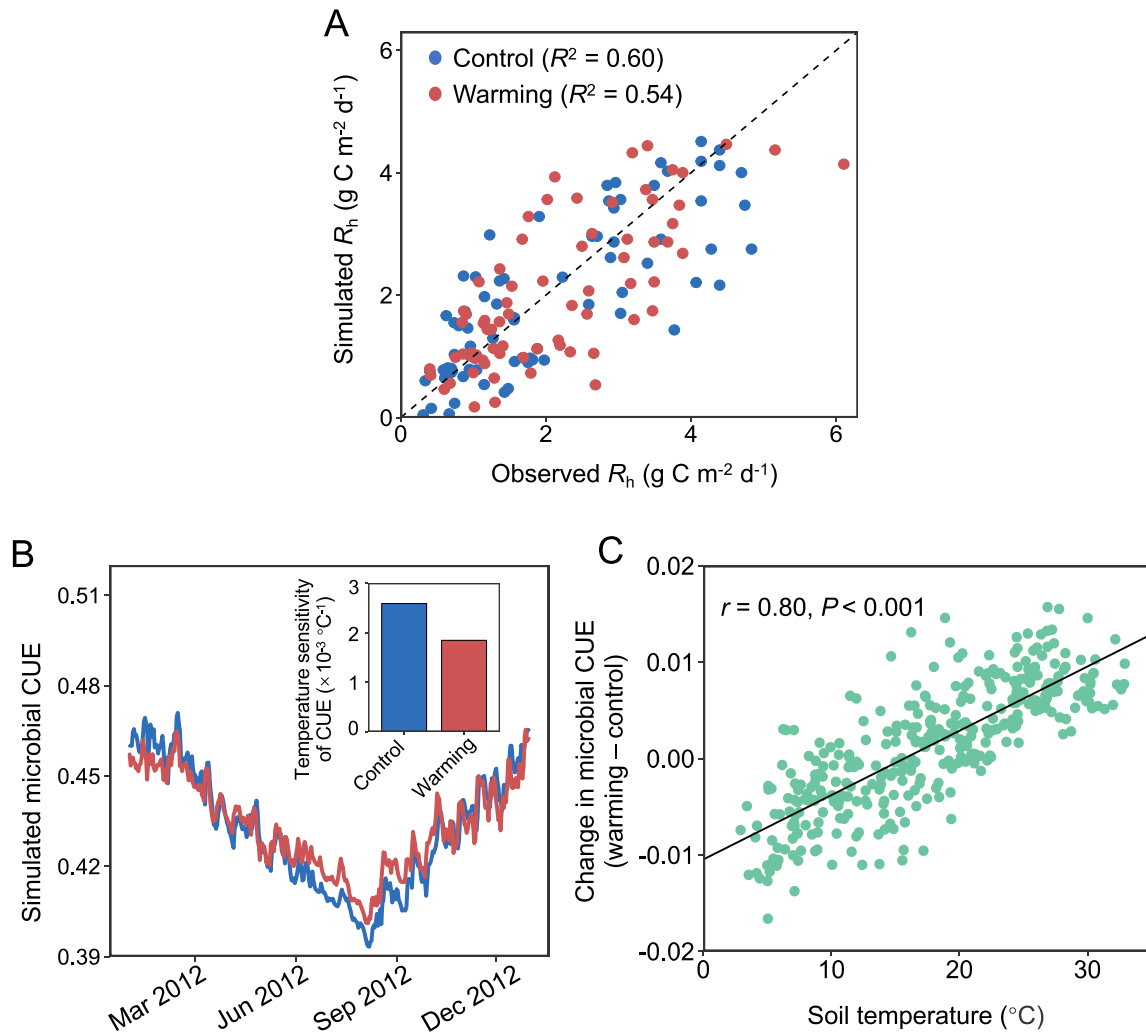 A
Simulated Rh (g C m-2 d-1)
6
4
2
0
Control (R2 = 0.60)
Warming (R2 = 0.54)
0 2 4 6
Observed Rh (g C m-2 d-1)
B
Simulated microbial CUE
0.51
0.48
0.45
0.42
0.39
Temperature sensitivity
of CUE (× 10-3 °C-1)
3
2
1
0
Control
Warming
Mar 2012
Jun 2012
Sep 2012
Dec 2012
C
Change in microbial CUE
(warming – control)
0.02
0.01
0.00
-0.01
-0.02
r = 0.80, P < 0.001
0 10 20 30
Soil temperature (°C)